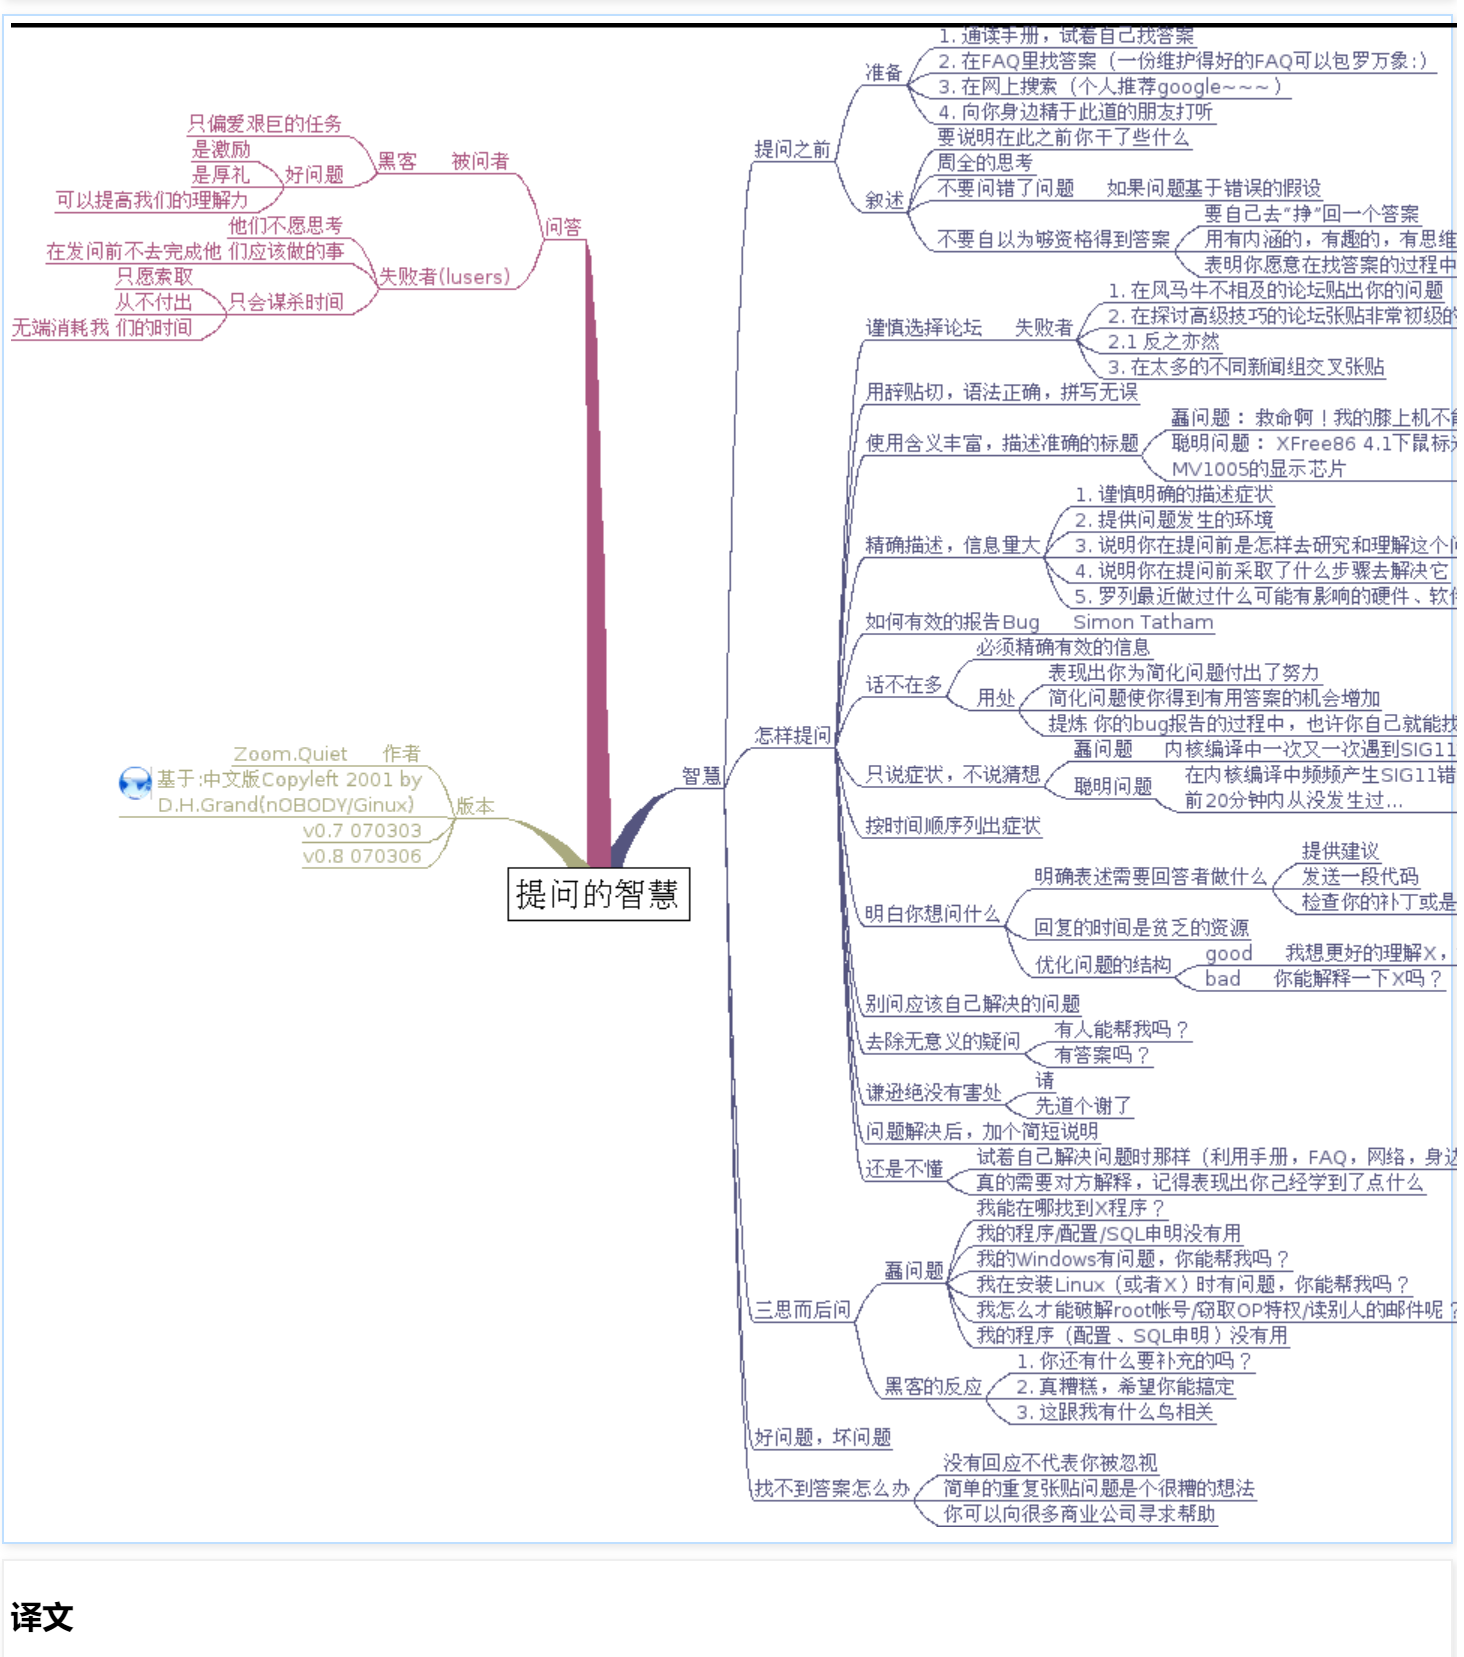 只偏爱艰巨的任务
是激励
是厚礼
可以提高我们的理解力
好问题
黑客
被问者
他们不愿思考
在发问前不去完成他 们应该做的事
只愿索取
从不付出
无端消耗我 们的时间
只会谋杀时间
失败者(lusers)
问答
Zoom.Quiet
作者
基于:中文版Copyleft 2001 by
D.H.Grand(nOBODY/Ginux)
v0.7 070303
v0.8 070306
版本
提问的智慧
智慧
提问之前
准备
1. 通读手册，试着自己找答案
2. 在FAQ里找答案（一份维护得好的FAQ可以包罗万象:）
3. 在网上搜索（个人推荐google~~~）
4. 向你身边精于此道的朋友打听
叙述
要说明在此之前你干了些什么
周全的思考
不要问错了问题
如果问题基于错误的假设
不要自以为够资格得到答案
要自己去“挣”回一个答案
用有内涵的，有趣的，有思维
表明你愿意在找答案的过程中
怎样提问
谨慎选择论坛
失败者
1. 在风马牛不相及的论坛贴出你的问题
2. 在探讨高级技巧的论坛张贴非常初级的
2.1 反之亦然
3. 在太多的不同新闻组交叉张贴
用辞贴切，语法正确，拼写无误
使用含义丰富，描述准确的标题
蠢问题： 救命啊！我的膝上机不能
聪明问题： XFree86 4.1下鼠标光
MV1005的显示芯片
精确描述，信息量大
1. 谨慎明确的描述症状
2. 提供问题发生的环境
3. 说明你在提问前是怎样去研究和理解这个问
4. 说明你在提问前采取了什么步骤去解决它
5. 罗列最近做过什么可能有影响的硬件、软件
如何有效的报告Bug
Simon Tatham
话不在多
必须精确有效的信息
用处
表现出你为简化问题付出了努力
简化问题使你得到有用答案的机会增加
提炼 你的bug报告的过程中，也许你自己就能找
只说症状，不说猜想
蠢问题
内核编译中一次又一次遇到SIG11
聪明问题
在内核编译中频频产生SIG11错
前20分钟内从没发生过...
按时间顺序列出症状
明白你想问什么
明确表述需要回答者做什么
提供建议
发送一段代码
检查你的补丁或是
回复的时间是贫乏的资源
优化问题的结构
good
我想更好的理解X，
bad
你能解释一下X吗？
别问应该自己解决的问题
去除无意义的疑问
有人能帮我吗？
有答案吗？
谦逊绝没有害处
请
先道个谢了
问题解决后，加个简短说明
还是不懂
试着自己解决问题时那样（利用手册，FAQ，网络，身边
真的需要对方解释，记得表现出你已经学到了点什么
三思而后问
蠢问题
我能在哪找到X程序？
我的程序/配置/SQL申明没有用
我的Windows有问题，你能帮我吗？
我在安装Linux（或者X）时有问题，你能帮我吗？
我怎么才能破解root帐号/窃取OP特权/读别人的邮件呢？
我的程序（配置、SQL申明）没有用
黑客的反应
1. 你还有什么要补充的吗？
2. 真糟糕，希望你能搞定
3. 这跟我有什么鸟相关
好问题，坏问题
找不到答案怎么办
没有回应不代表你被忽视
简单的重复张贴问题是个很糟的想法
你可以向很多商业公司寻求帮助
译文